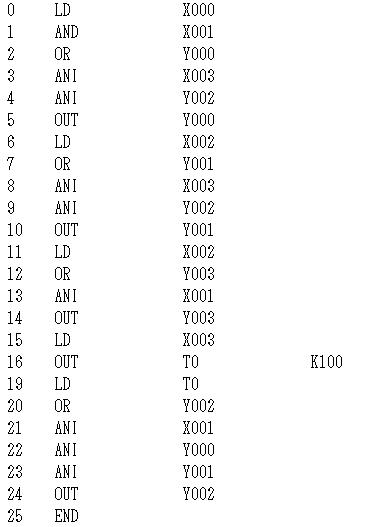 0 LD X000
1 AND X001
2 OR Y000
3 ANI X003
4 ANI Y002
5 OUT Y000
6 LD X002
7 OR Y001
8 ANI X003
9 ANI Y002
10 OUT Y001
11 LD X002
12 OR Y003
13 ANI X001
14 OUT Y003
15 LD X003
16 OUT T0 K100
19 LD T0
20 OR Y002
21 ANI X001
22 ANI Y000
23 ANI Y001
24 OUT Y002
25 END